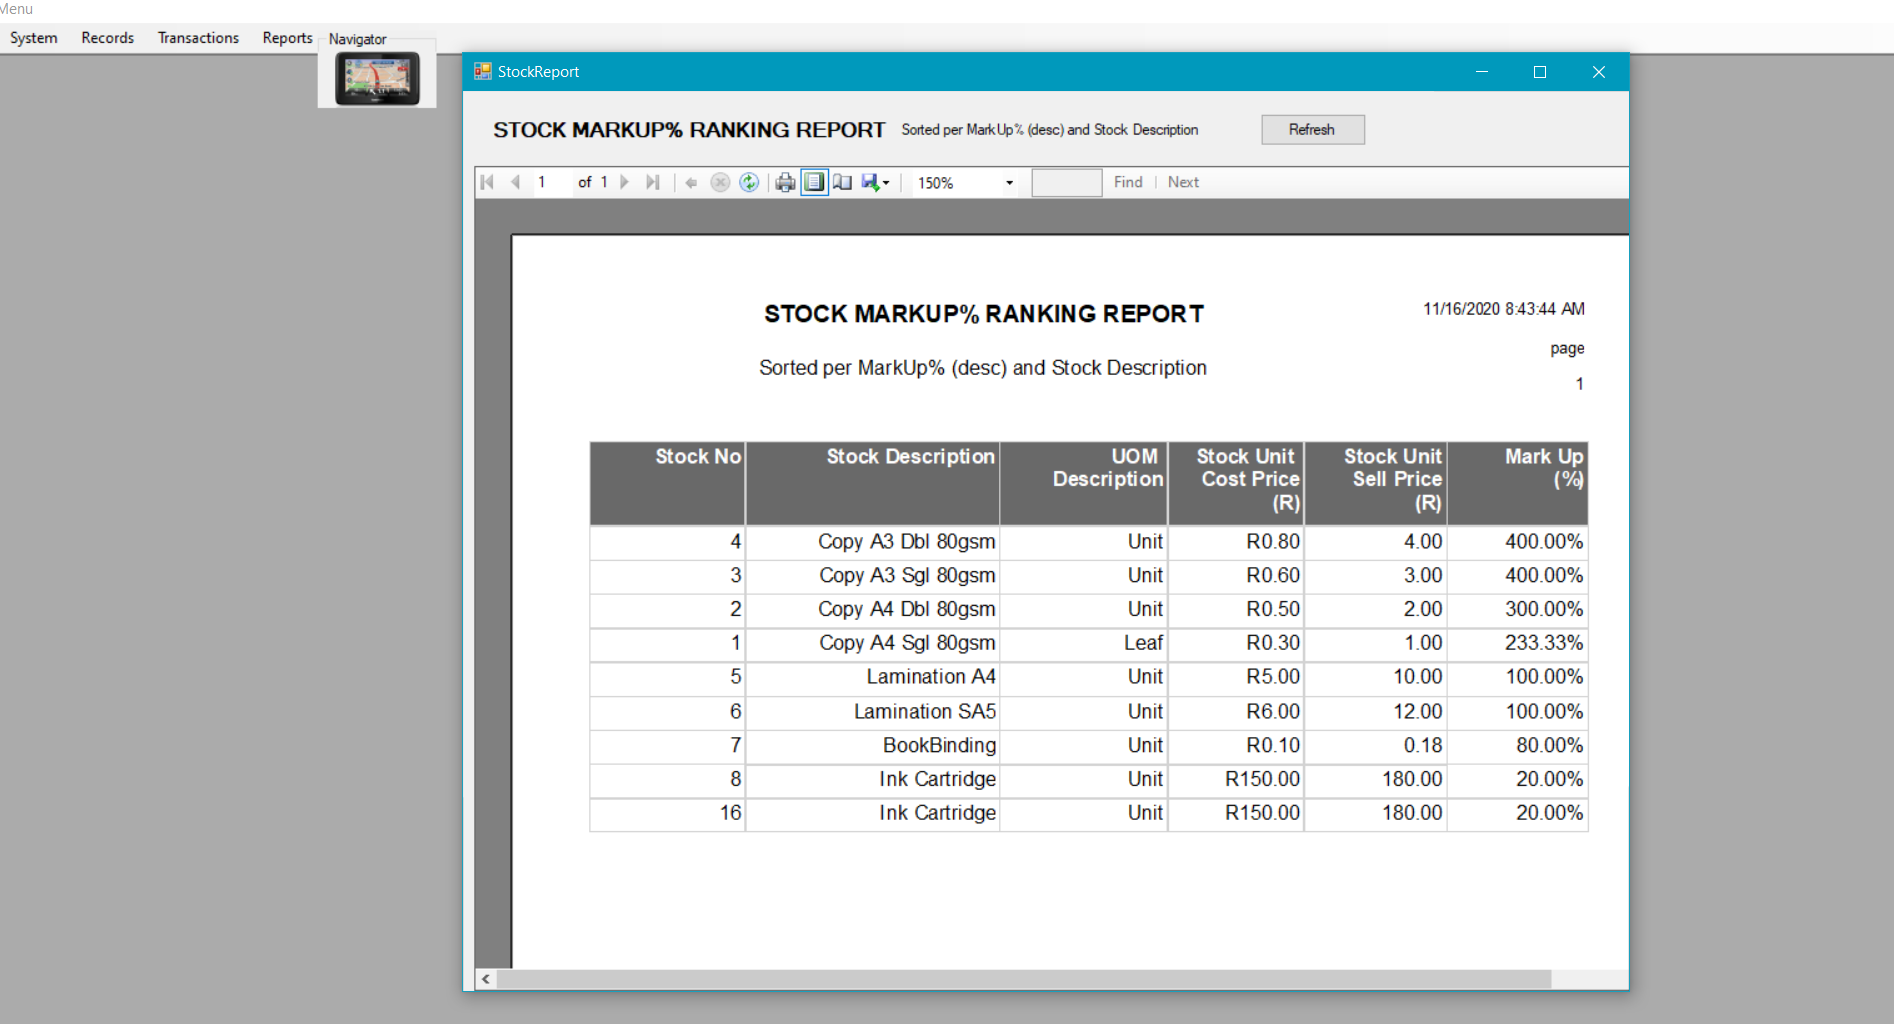 Menu
System Records Transactions Reports Navigator
StockReport
STOCK MARKUP% RANKING REPORT Sorted per MarkUp% (desc) and Stock Description Refresh
1 of 1 150% Find Next
STOCK MARKUP% RANKING REPORT 11/16/2020 8:43:44 AM
page
Sorted per MarkUp% (desc) and Stock Description
1
Stock No Stock Description UOM Stock Unit Stock Unit Mark Up
Description Cost Price Sell Price (%)
(R) (R)
4 Copy A3 Dbl 80gsm Unit R0.80 4.00 400.00%
3 Copy A3 Sgl 80gsm Unit R0.60 3.00 400.00%
2 Copy A4 Dbl 80gsm Unit R0.50 2.00 300.00%
1 Copy A4 Sgl 80gsm Leaf R0.30 1.00 233.33%
5 Lamination A4 Unit R5.00 10.00 100.00%
6 Lamination SA5 Unit R6.00 12.00 100.00%
7 BookBinding Unit R0.10 0.18 80.00%
8 Ink Cartridge Unit R150.00 180.00 20.00%
16 Ink Cartridge Unit R150.00 180.00 20.00%